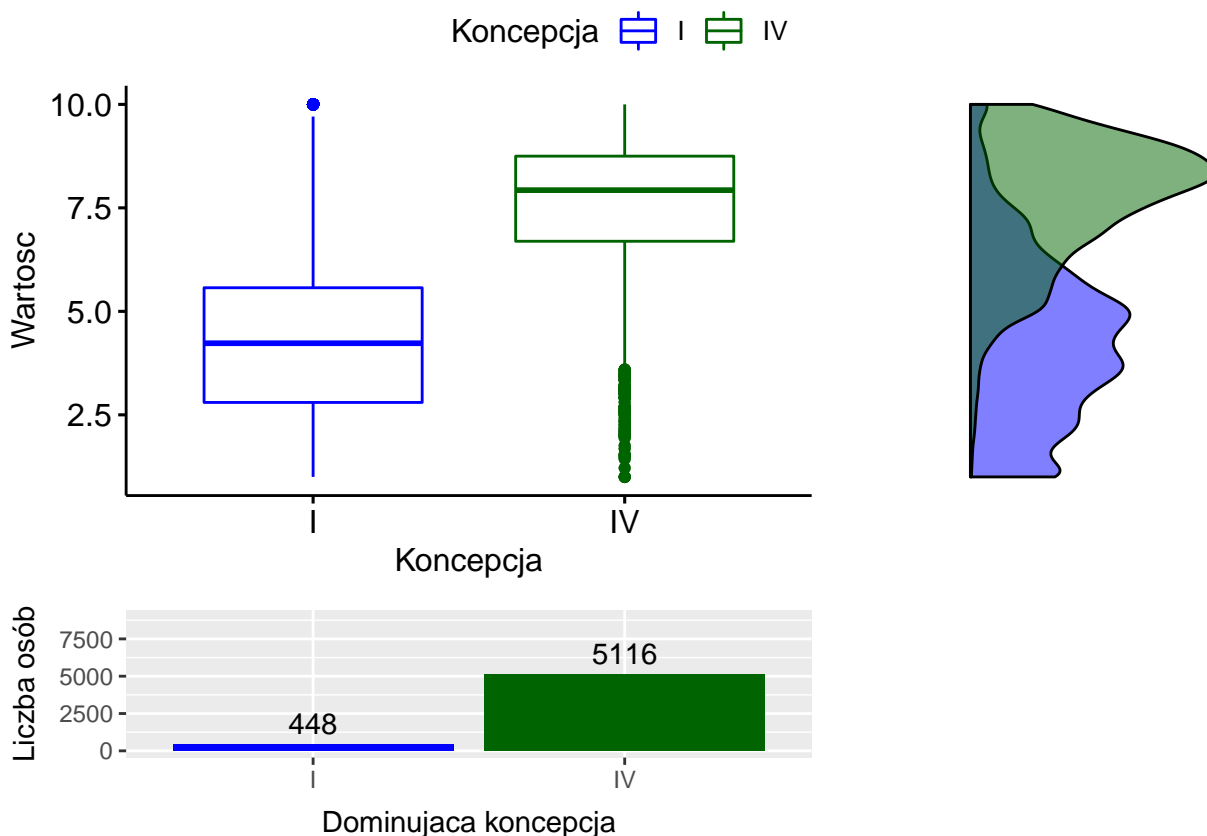 Koncepcja I IV
Wartosc
10.0
7.5
5.0
2.5
I IV
Koncepcja
Liczba osób
7500
5000
2500
0
448
5116
I IV
Dominujaca koncepcja